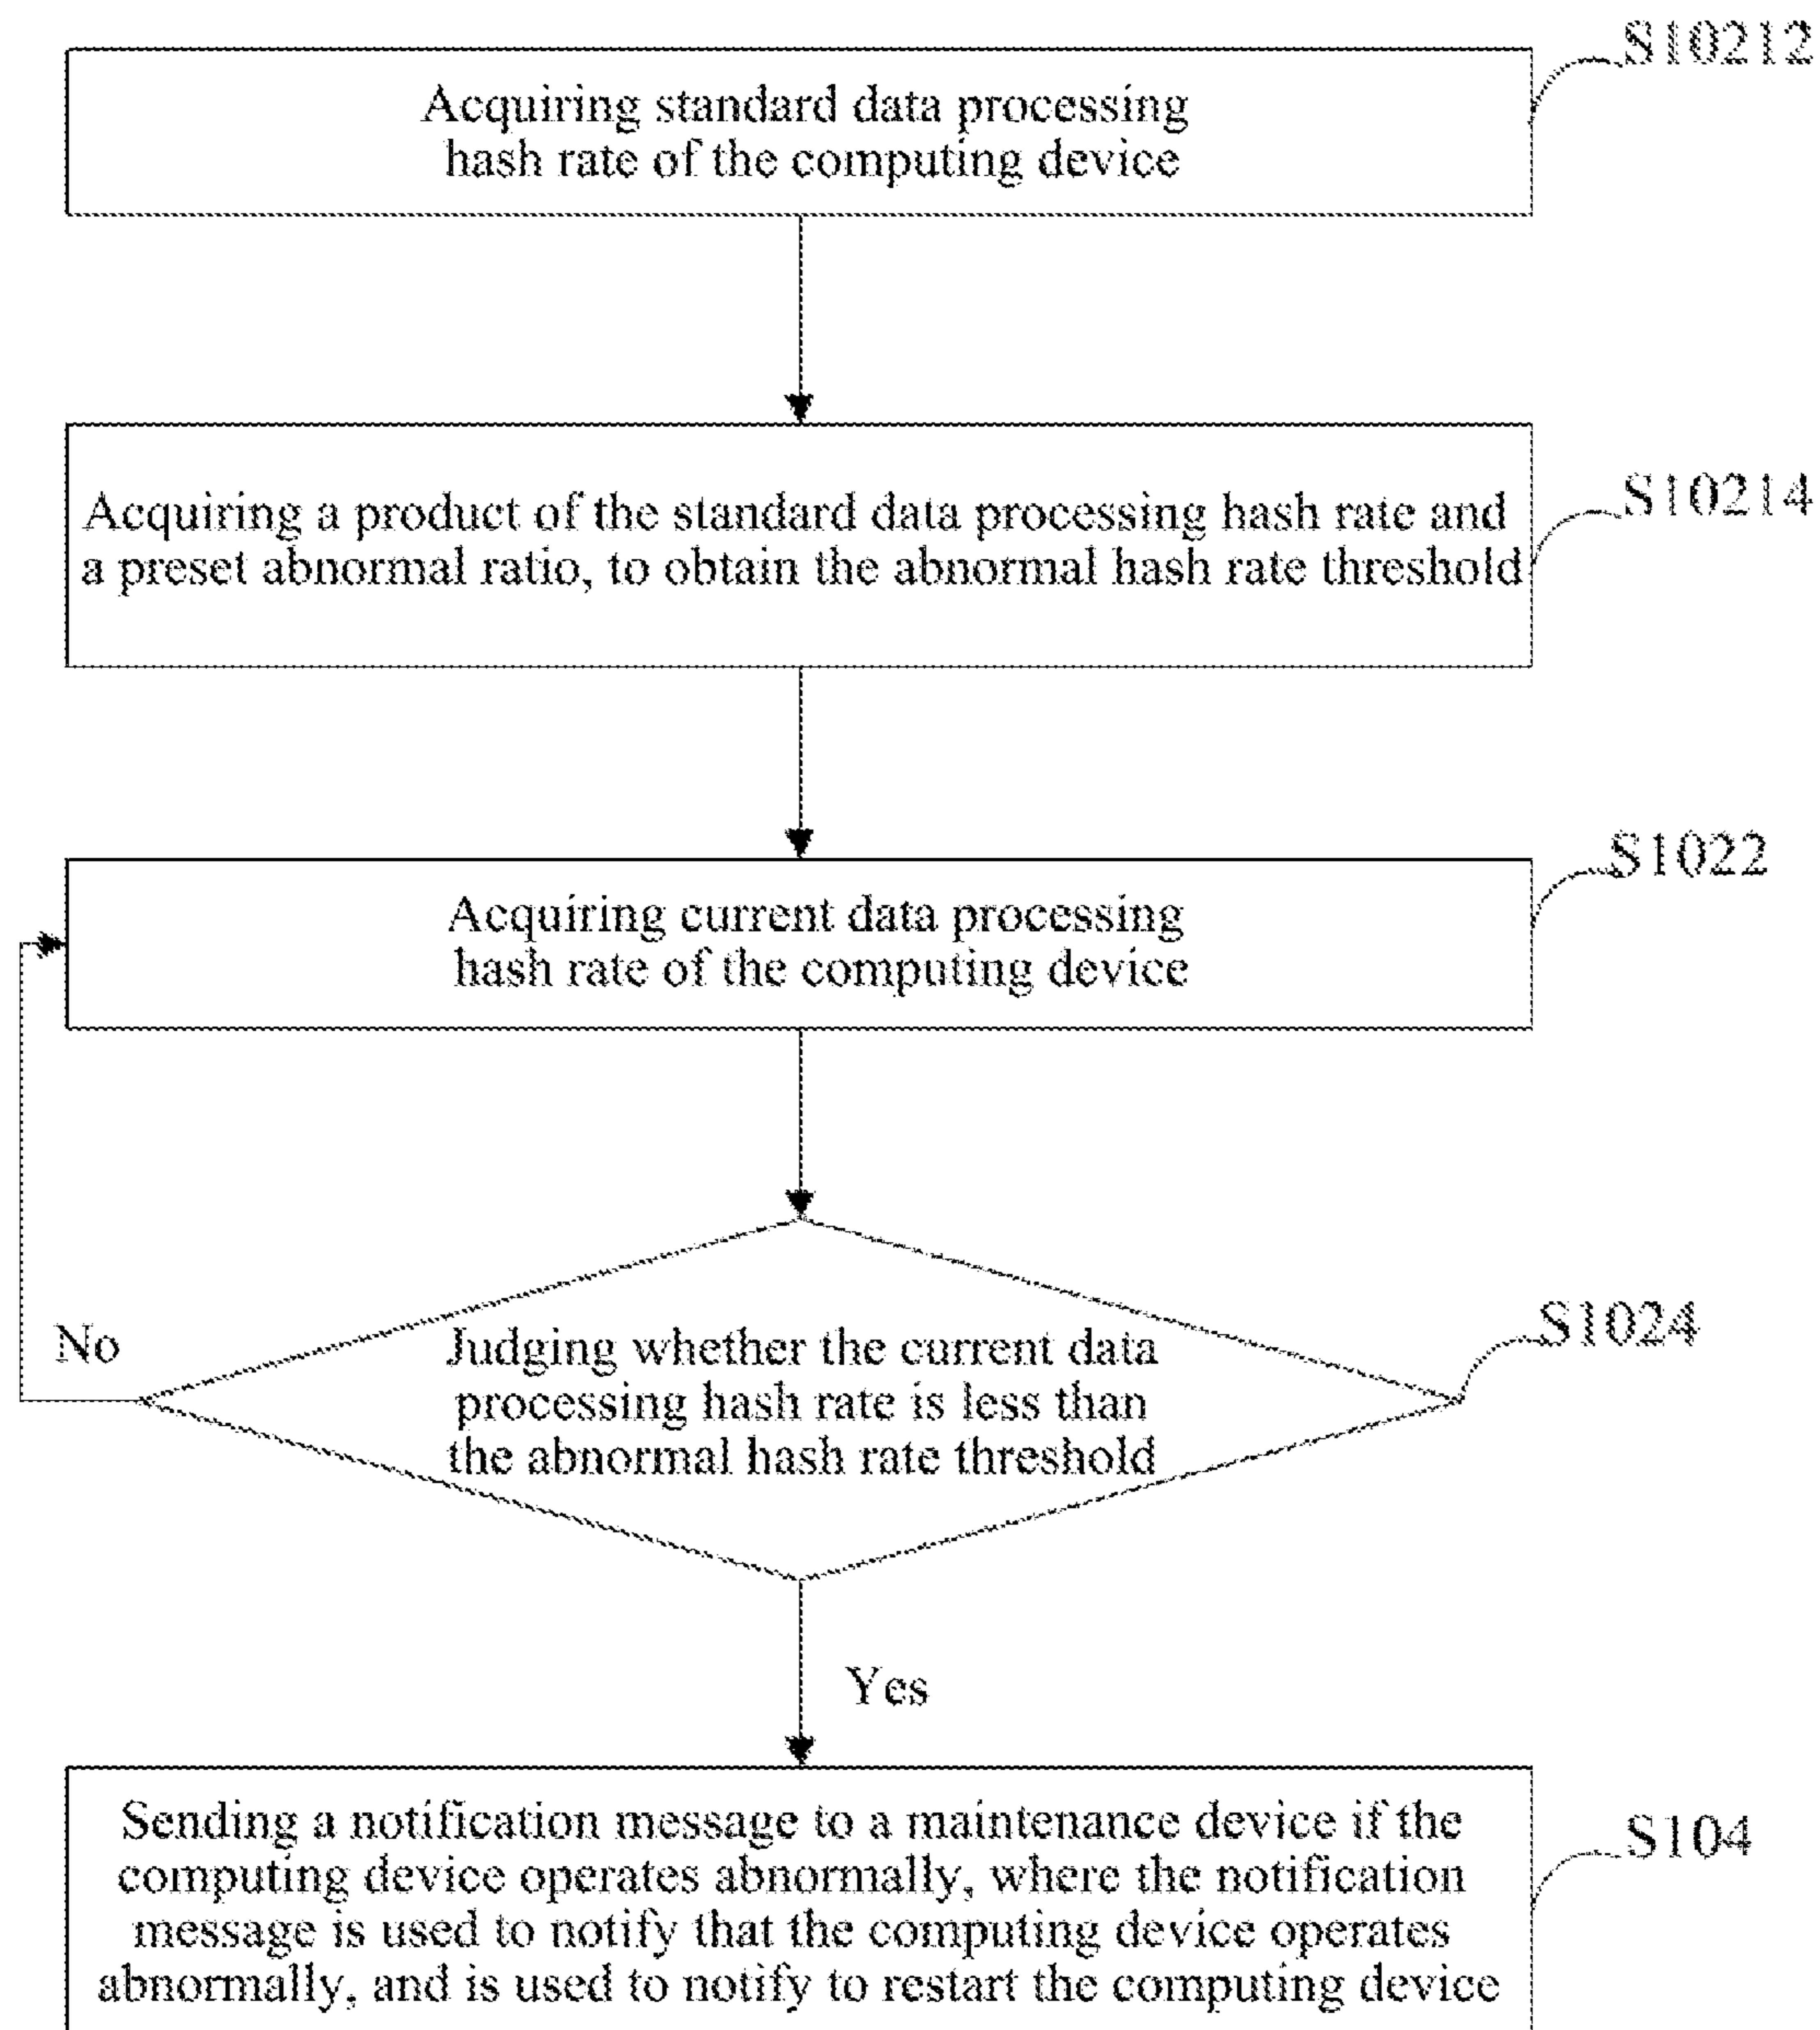 S10212
Acquiring standard data processing
hash rate of the computing device
S10214
Acquiring a product of the standard data processing hash rate and
a preset abnormal ratio, to obtain the abnormal hash rate threshold
S1022
Acquiring current data processing
hash rate of the computing device
S1024
No
Judging whether the current data
processing hash rate is less than
the abnormal hash rate threshold
Yes
S104
Sending a notification message to a maintenance device if the
computing device operates abnormally, where the notification
message is used to notify that the computing device operates
abnormally, and is used to notify to restart the computing device